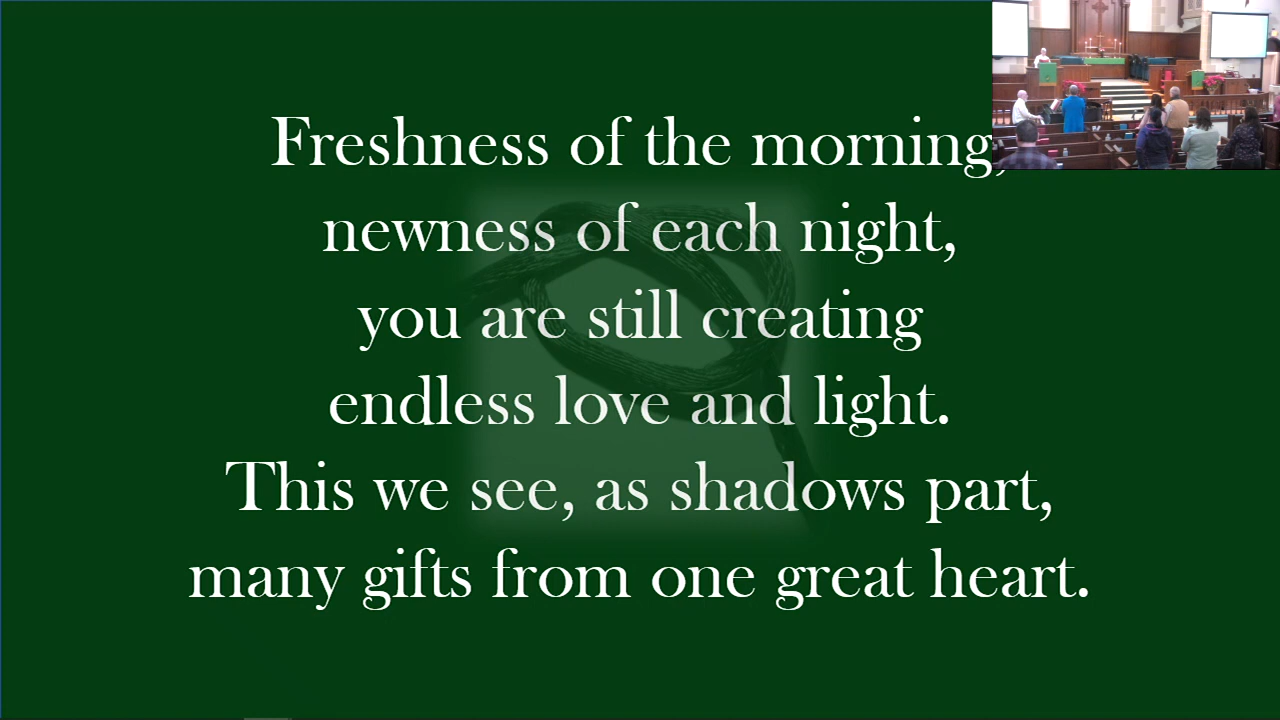 Freshness of the morning,
newness of each night,
you are still creating
endless love and light.
This we see, as shadows part,
many gifts from one great heart.